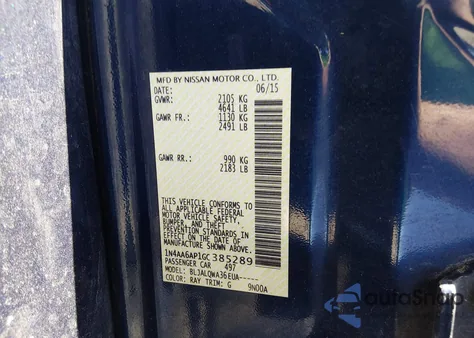 MFD BY NISSAN MOTOR CO., LTD.
DATE: 06/15
GVWR: 2105 KG
4641 LB
GAWR FR.: 1130 KG
2491 LB
GAWR RR.: 990 KG
2183 LB
THIS VEHICLE CONFORMS TO
ALL APPLICABLE FEDERAL
MOTOR VEHICLE SAFETY,
BUMPER, AND THEFT
PREVENTION STANDARDS
IN EFFECT ON THE DATE OF
MANUFACTURE SHOWN
ABOVE.
1N4AA6AP1GC385289
PASSENGER CAR 497
MODEL: BLJALQWA36EUA-----
COLOR: RAY TRIM: G 9N00A
autoSnap